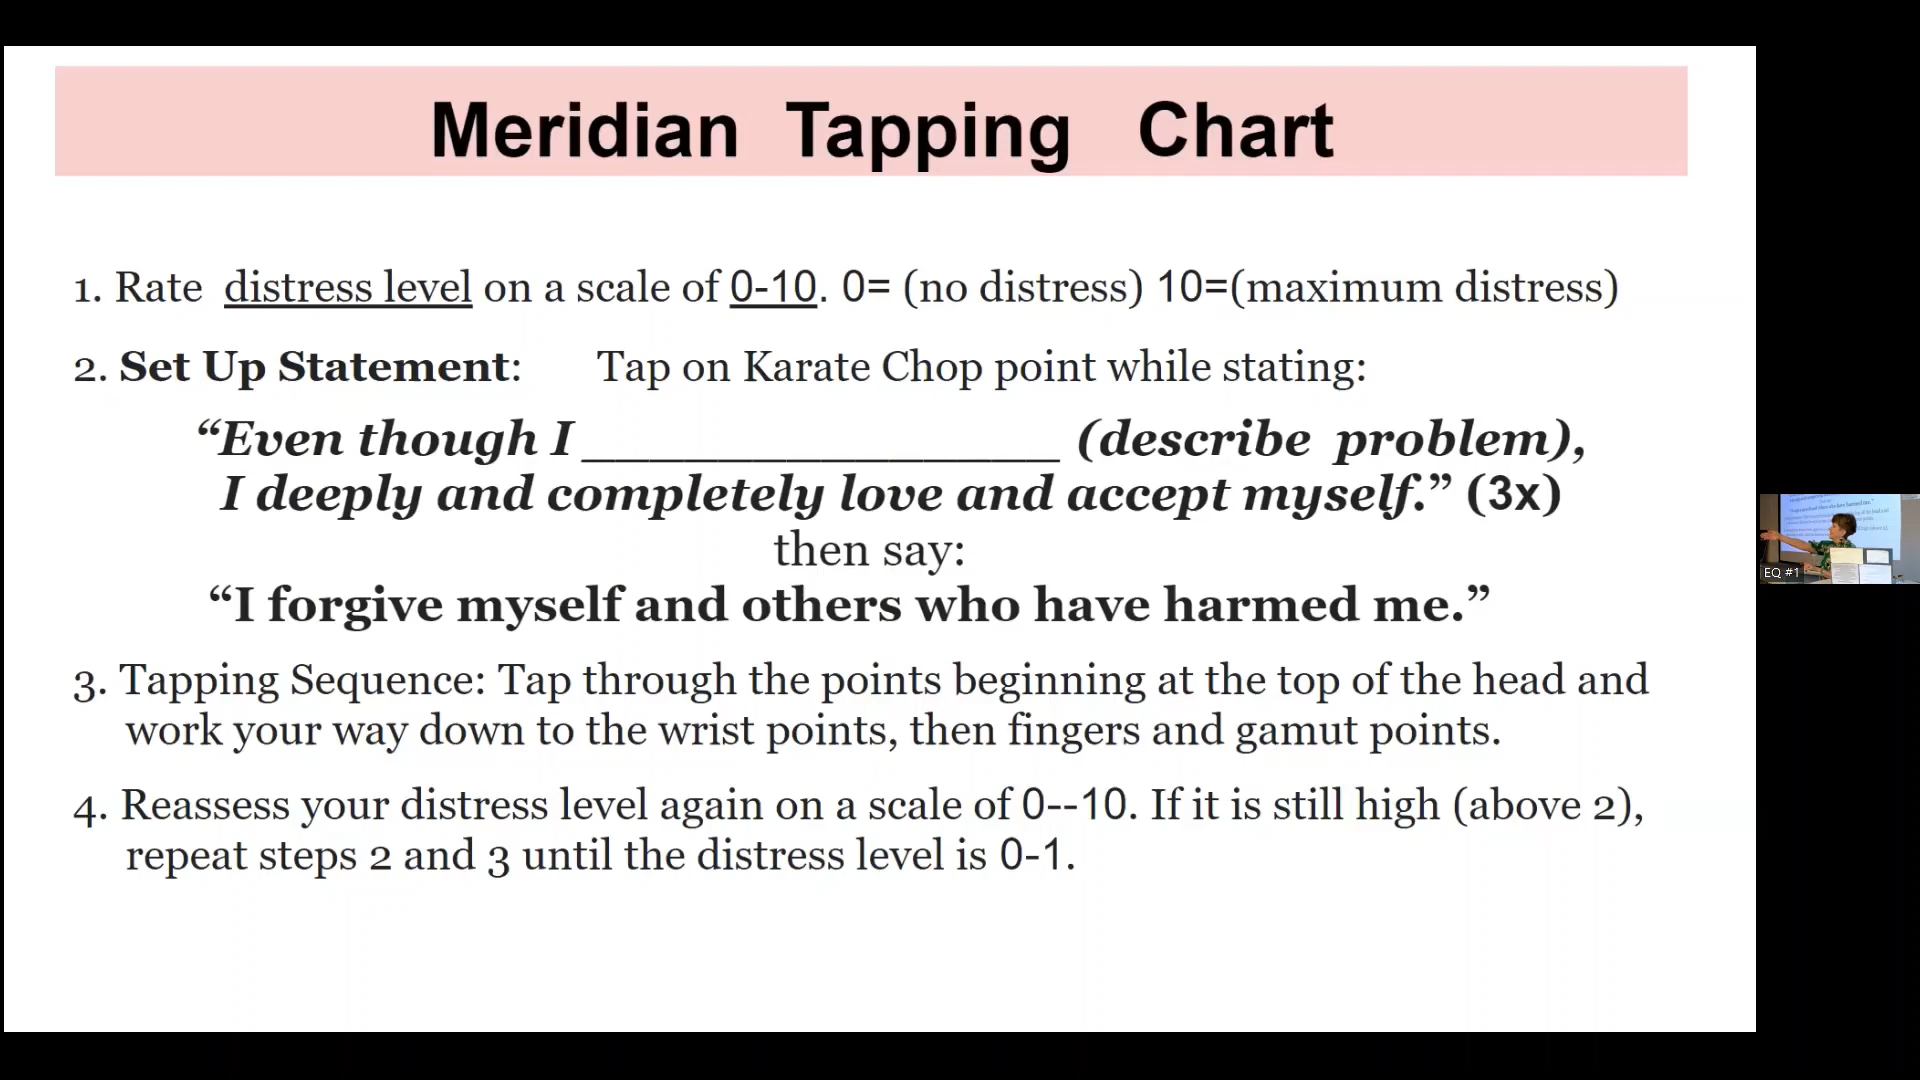 Meridian Tapping Chart
1. Rate distress level on a scale of 0-10. 0= (no distress) 10=(maximum distress)
2. Set Up Statement: Tap on Karate Chop point while stating:
“Even though I ______________ (describe problem),
I deeply and completely love and accept myself.” (3x)
then say:
“I forgive myself and others who have harmed me.”
3. Tapping Sequence: Tap through the points beginning at the top of the head and
work your way down to the wrist points, then fingers and gamut points.
4. Reassess your distress level again on a scale of 0--10. If it is still high (above 2),
repeat steps 2 and 3 until the distress level is 0-1.
EQ #1